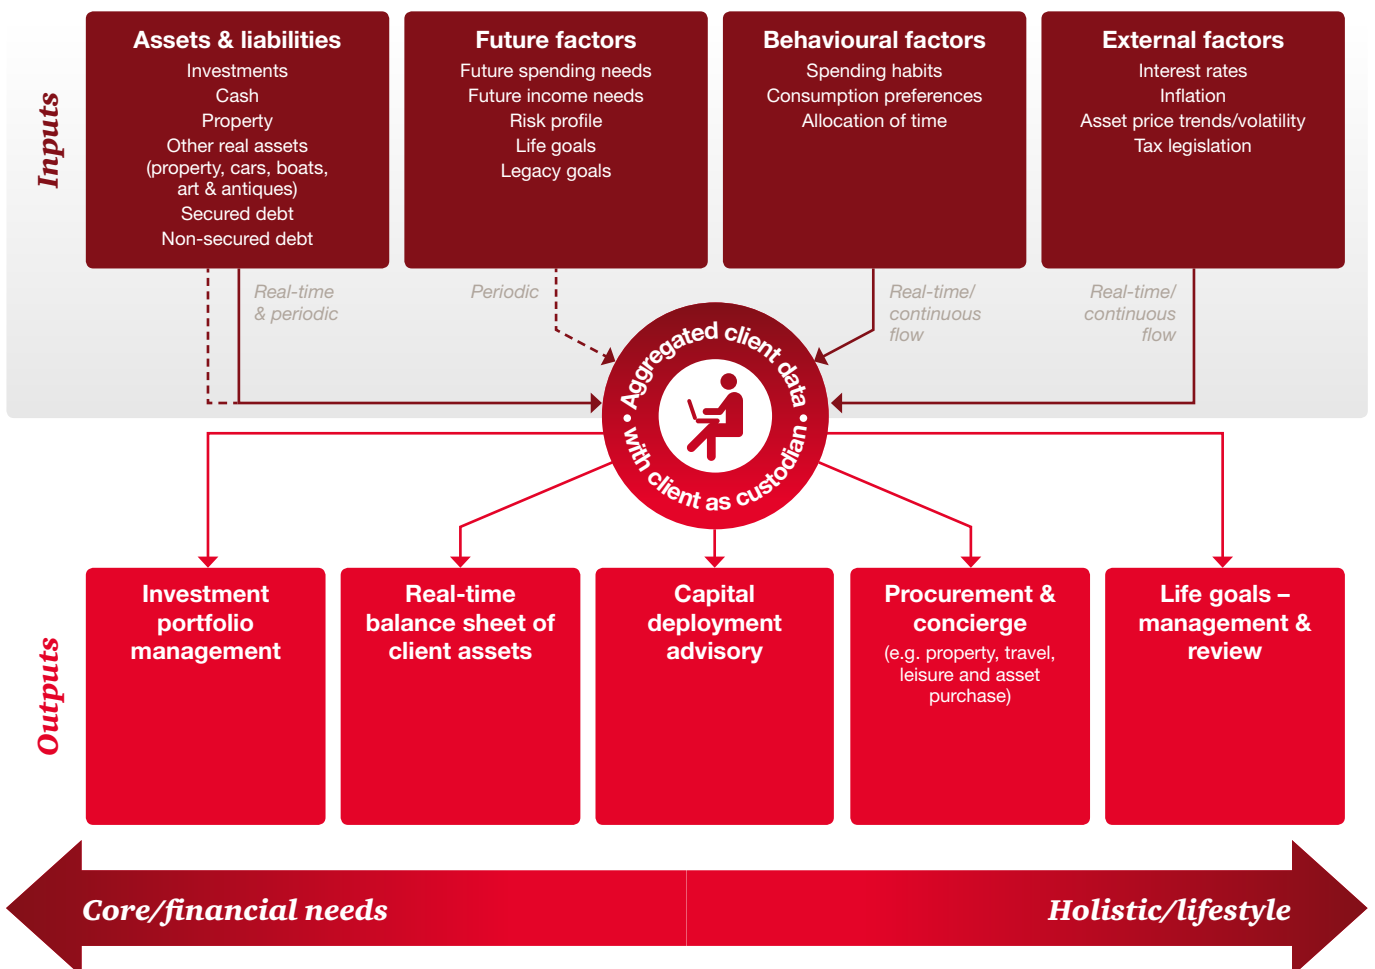 Inputs
Assets & liabilities
Investments
Cash
Property
Other real assets
(property, cars, boats,
art & antiques)
Secured debt
Non-secured debt
Future factors
Future spending needs
Future income needs
Risk profile
Life goals
Legacy goals
Behavioural factors
Spending habits
Consumption preferences
Allocation of time
External factors
Interest rates
Inflation
Asset price trends/volatility
Tax legislation
Real-time
& periodic
Periodic
Real-time/
continuous
flow
Real-time/
continuous
flow
• Aggregated client data •
with client as custodian
Outputs
Investment
portfolio
management
Real-time
balance sheet of
client assets
Capital
deployment
advisory
Procurement &
concierge
(e.g. property, travel,
leisure and asset
purchase)
Life goals –
management &
review
Core/financial needs
Holistic/lifestyle